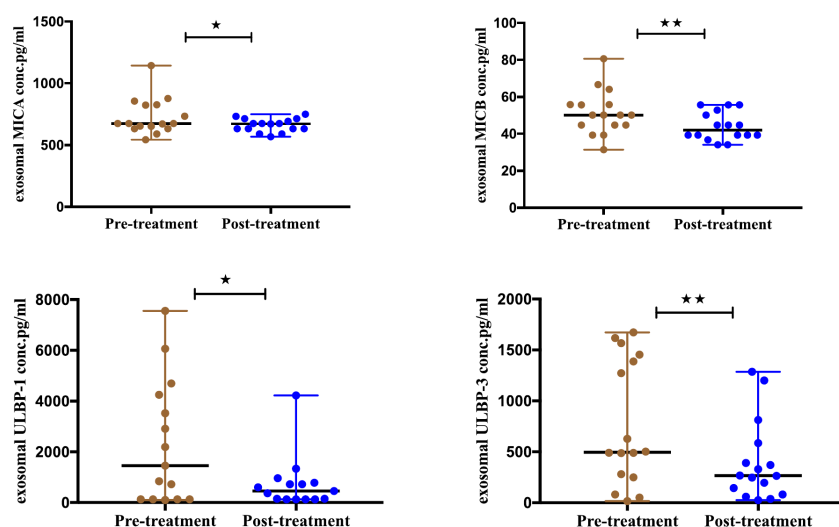 exosomal MICA conc.pg/ml
1500
1000
500
0
★
Pre-treatment
Post-treatment
exosomal MICB conc.pg/ml
100
80
60
40
20
0
★★
Pre-treatment
Post-treatment
exosomal ULBP-1 conc.pg/ml
8000
6000
4000
2000
0
★
Pre-treatment
Post-treatment
exosomal ULBP-3 conc.pg/ml
2000
1500
1000
500
0
★★
Pre-treatment
Post-treatment